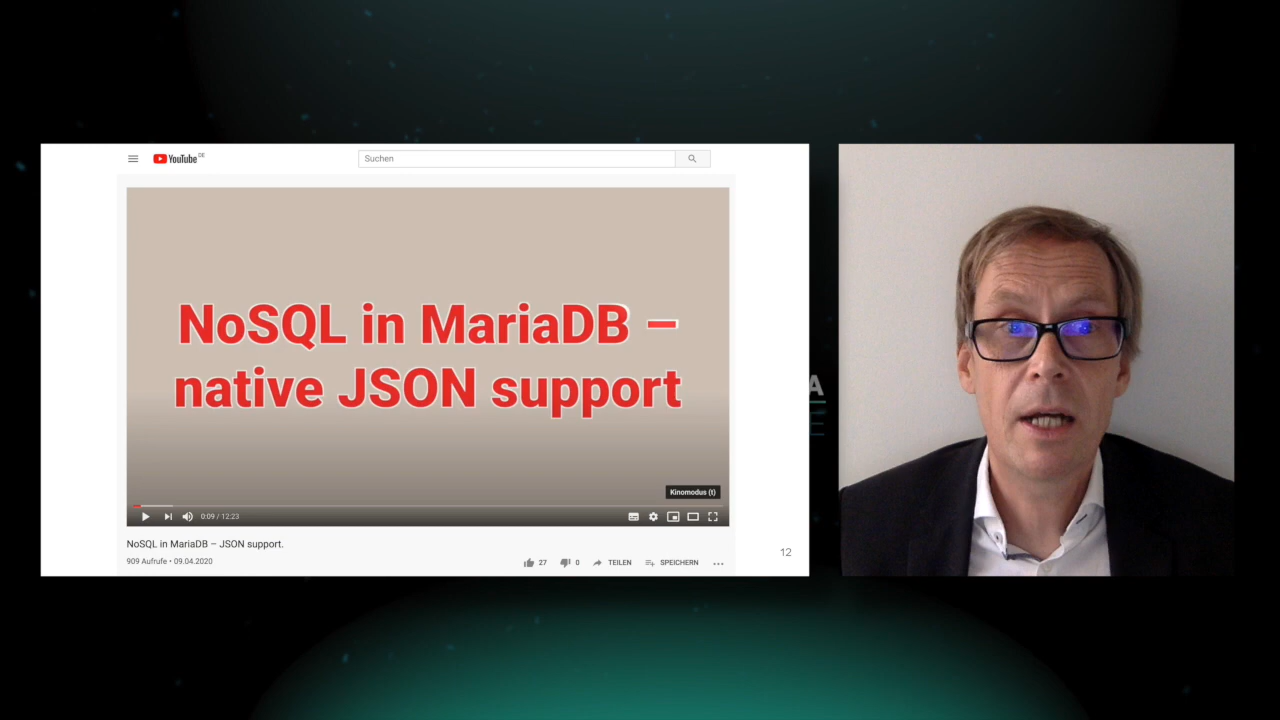 YouTube DE
Suchen
NoSQL in MariaDB –
native JSON support
Kinomodus (t)
0:09 / 12:23
NoSQL in MariaDB – JSON support.
909 Aufrufe • 09.04.2020
27
0
TEILEN
SPEICHERN
12
A